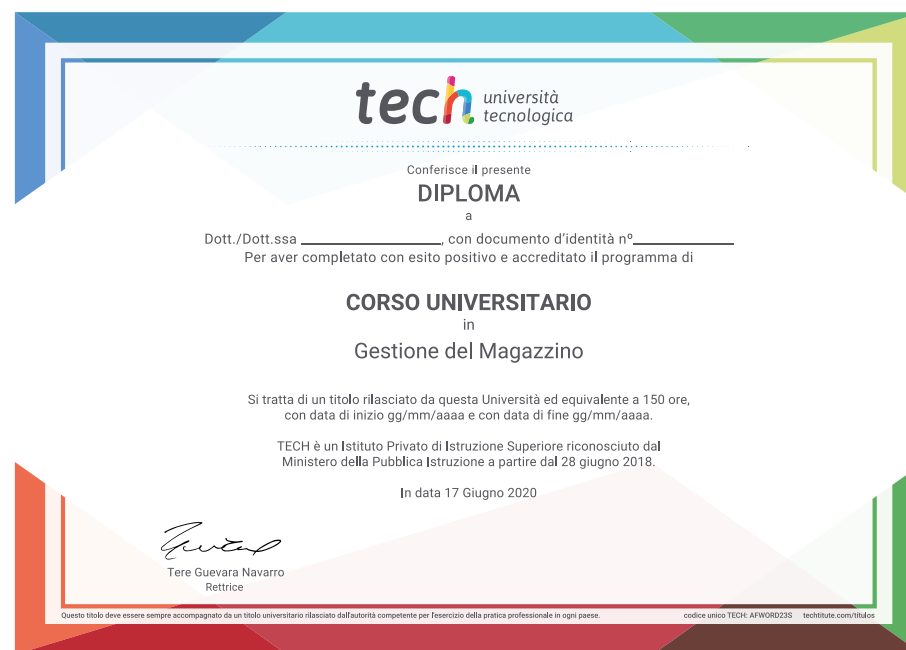 tech università
tecnologica
Conferisce il presente
DIPLOMA
a
Dott./Dott.ssa ____________________, con documento d'identità nº______________
Per aver completato con esito positivo e accreditato il programma di
CORSO UNIVERSITARIO
in
Gestione del Magazzino
Si tratta di un titolo rilasciato da questa Università ed equivalente a 150 ore,
con data di inizio gg/mm/aaaa e con data di fine gg/mm/aaaa.
TECH è un Istituto Privato di Istruzione Superiore riconosciuto dal
Ministero della Pubblica Istruzione a partire dal 28 giugno 2018.
In data 17 Giugno 2020
Tere Guevara Navarro
Rettrice
Questo titolo deve essere sempre accompagnato da un titolo universitario rilasciato dall'autorità competente per l'esercizio della pratica professionale in ogni paese. codice unico TECH: AFWORD23S techtitute.com/titulos